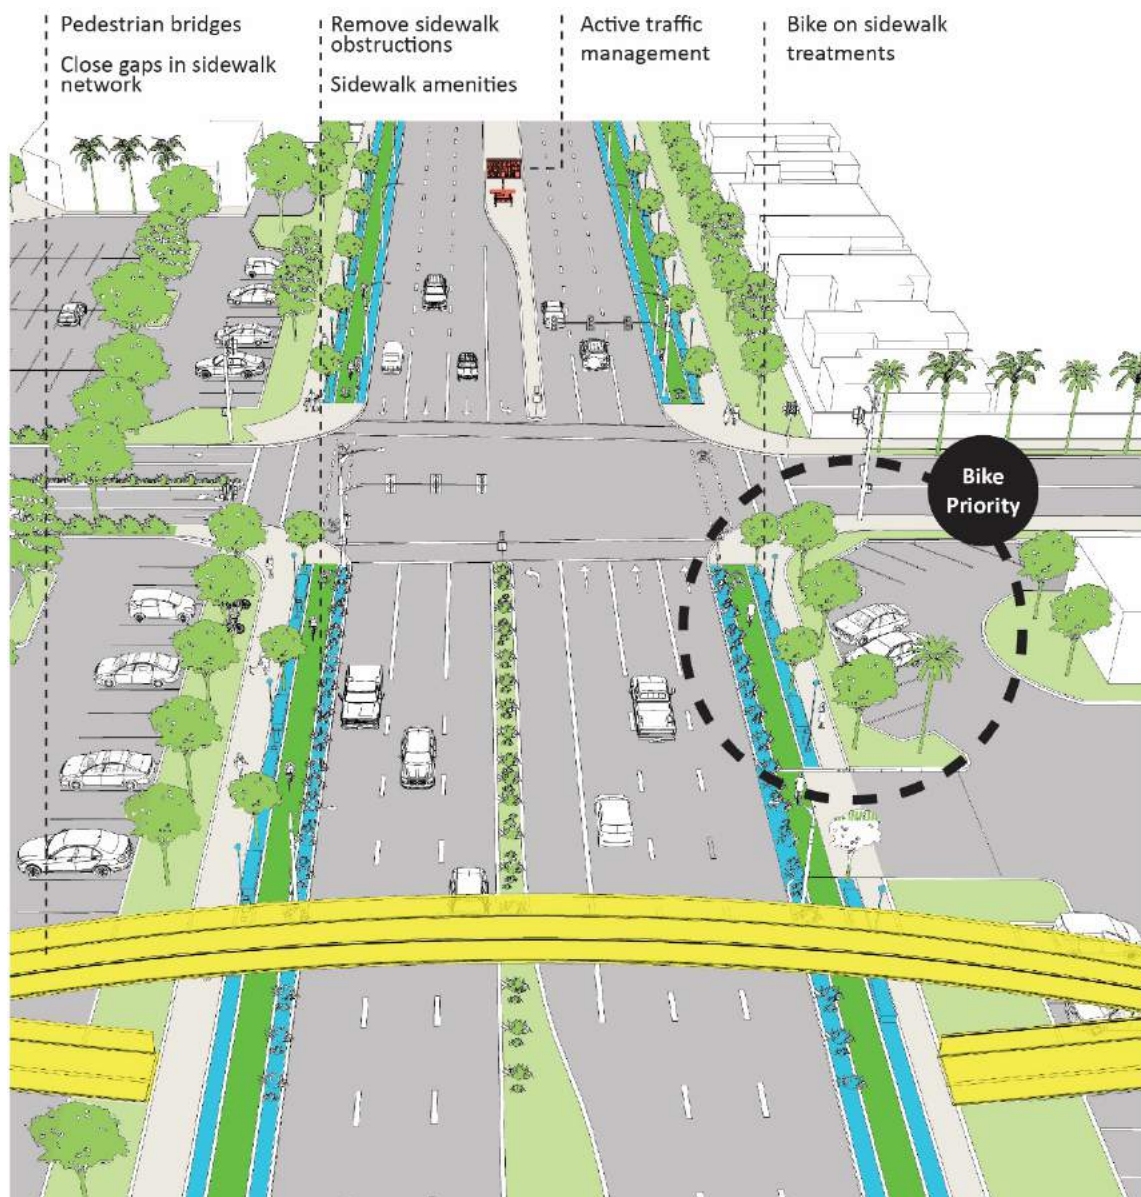 Pedestrian bridges
Close gaps in sidewalk
network
Remove sidewalk
obstructions
Sidewalk amenities
Active traffic
management
Bike on sidewalk
treatments
Bike
Priority